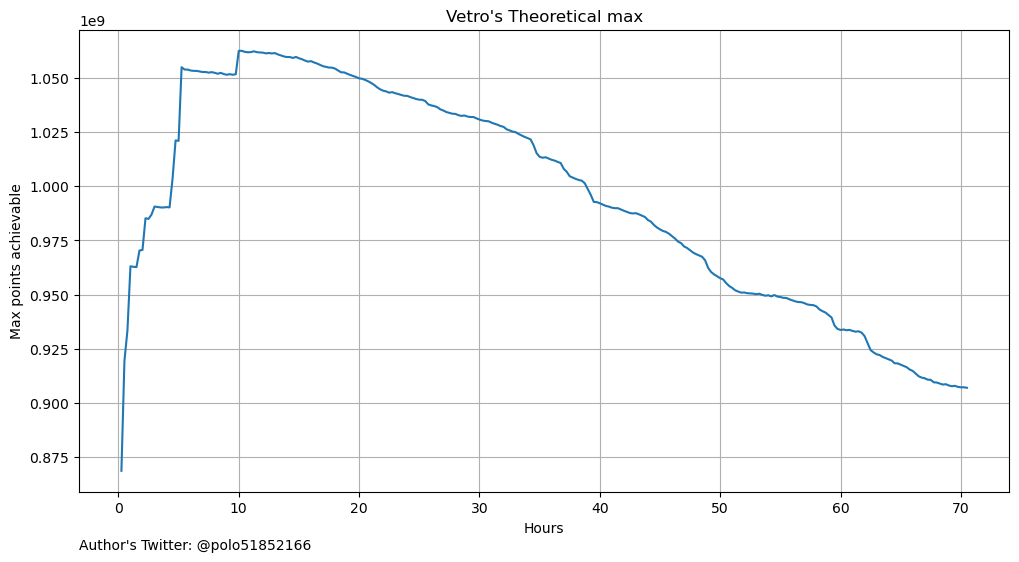 Vetro's Theoretical max
1e9
Max points achievable
1.050
1.025
1.000
0.975
0.950
0.925
0.900
0.875
0 10 20 30 40 50 60 70
Hours
Author's Twitter: @polo51852166